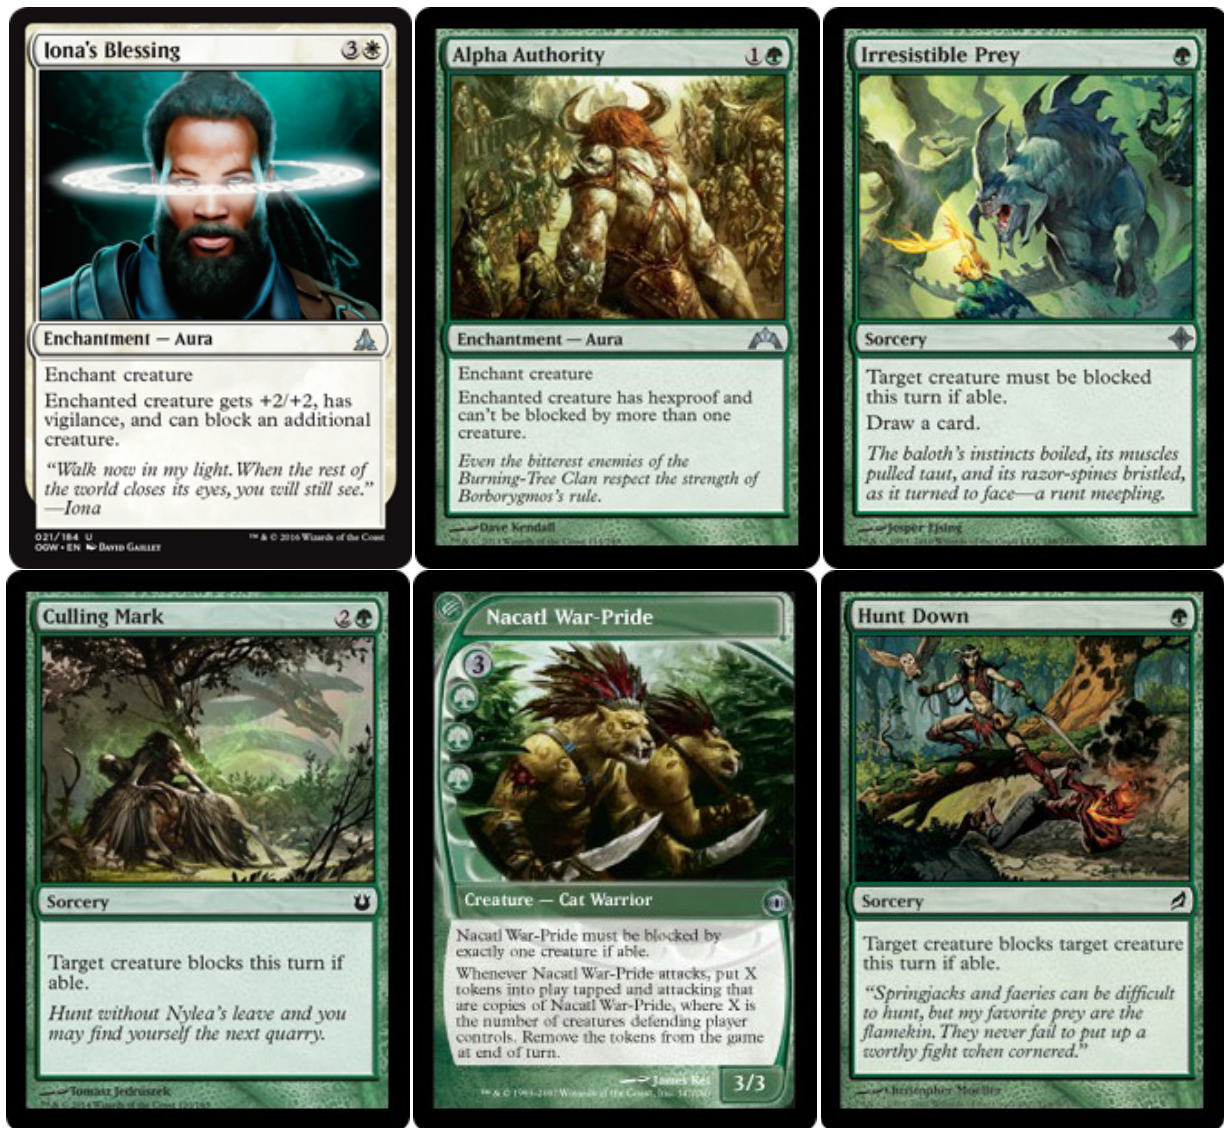 Iona's Blessing
3
Enchantment — Aura
Enchant creature
Enchanted creature gets +2/+2, has
vigilance, and can block an additional
creature.
"Walk now in my light. When the rest of
the world closes its eyes, you will still see."
—Iona
021/184 U
OGW • EN David Gaillet
™ & © 2016 Wizards of the Coast
Alpha Authority
1
Enchantment — Aura
Enchant creature
Enchanted creature has hexproof and
can't be blocked by more than one
creature.
Even the bitterest enemies of the
Burning-Tree Clan respect the strength of
Borborygmos's rule.
Dave Kendall
Irresistible Prey
Sorcery
Target creature must be blocked
this turn if able.
Draw a card.
The baloth's instincts boiled, its muscles
pulled taut, and its razor-spines bristled,
as it turned to face—a runt meepling.
Jesper Ejsing
Culling Mark
2
Sorcery
Target creature blocks this turn if
able.
Hunt without Nylea's leave and you
may find yourself the next quarry.
Tomasz Jedruszek
Nacatl War-Pride
3
Creature — Cat Warrior
Nacatl War-Pride must be blocked by
exactly one creature if able.
Whenever Nacatl War-Pride attacks, put X
tokens into play tapped and attacking that
are copies of Nacatl War-Pride, where X is
the number of creatures defending player
controls. Remove the tokens from the game
at end of turn.
James Kei
3/3
Hunt Down
Sorcery
Target creature blocks target creature
this turn if able.
"Springjacks and faeries can be difficult
to hunt, but my favorite prey are the
flamekin. They never fail to put up a
worthy fight when cornered."
Christopher Moeller